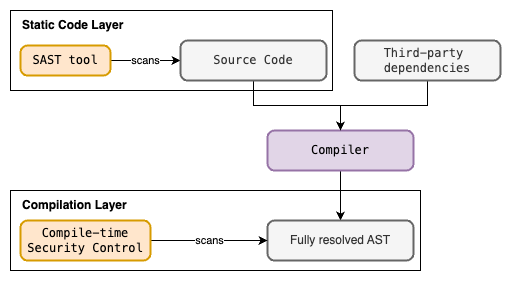 Static Code Layer
SAST tool
scans
Source Code
Third-party
dependencies
Compiler
Compilation Layer
Compile-time
Security Control
scans
Fully resolved AST